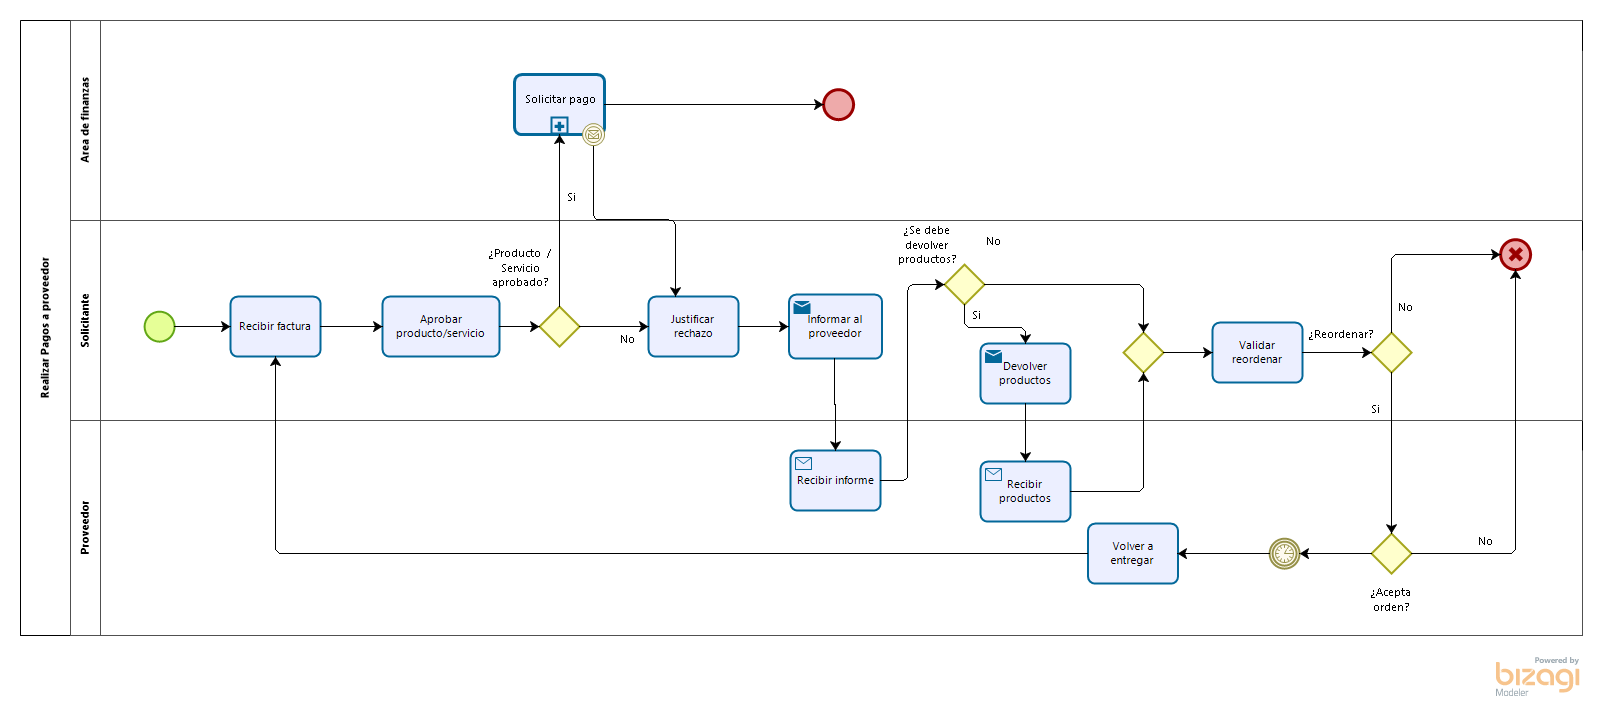 Realizar Pagos a proveedor
Area de finanzas
Solicitar pago
Si
Solicitante
¿Producto /
Servicio
aprobado?
Recibir factura
Aprobar
producto/servicio
No
Justificar
rechazo
Informar al
proveedor
¿Se debe
devolver
productos?
No
Si
Devolver
productos
Validar
reordenar
¿Reordenar?
No
Si
Proveedor
Recibir informe
Recibir
productos
Volver a
entregar
No
¿Acepta
orden?
Powered by
bizagi
Modeler